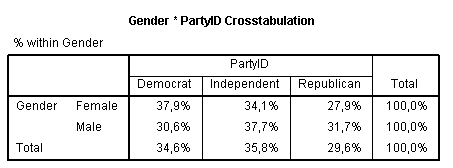 Gender * PartyID Crosstabulation
% within Gender
PartyID
Democrat Independent Republican Total
Gender Female 37,9% 34,1% 27,9% 100,0%
Male 30,6% 37,7% 31,7% 100,0%
Total 34,6% 35,8% 29,6% 100,0%